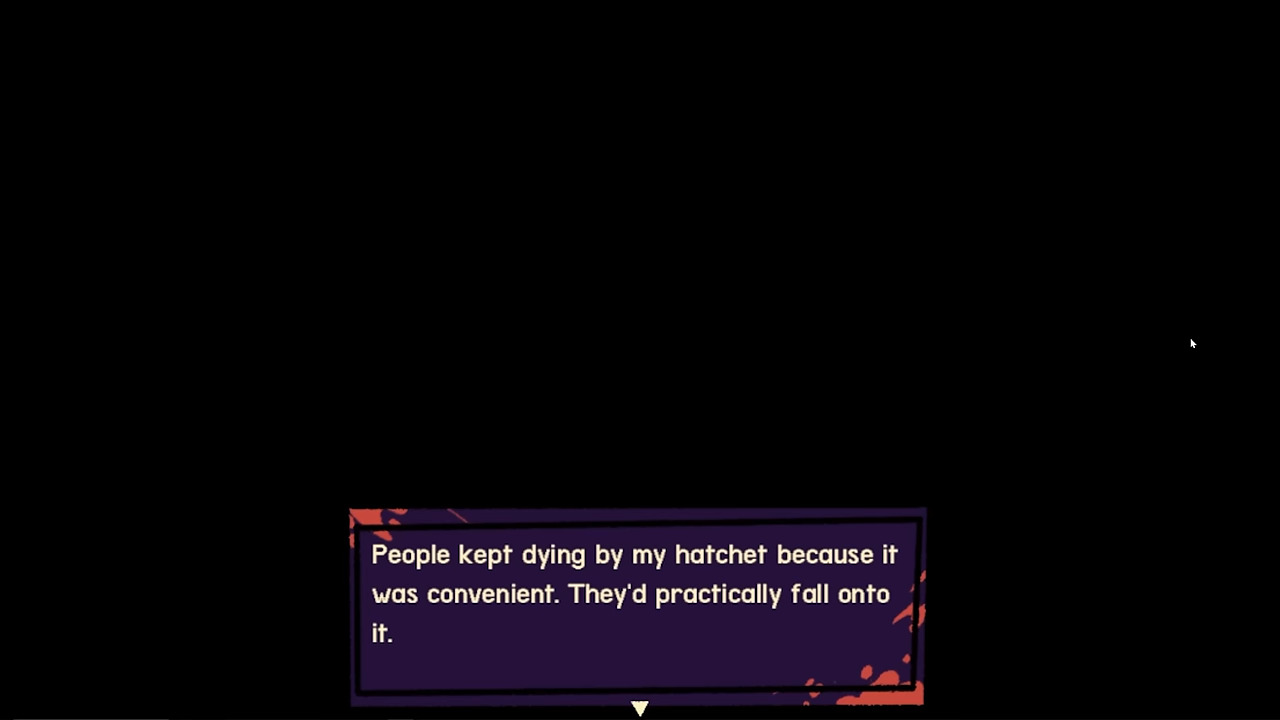 People kept dying by my hatchet because it
was convenient. They'd practically fall onto
it.